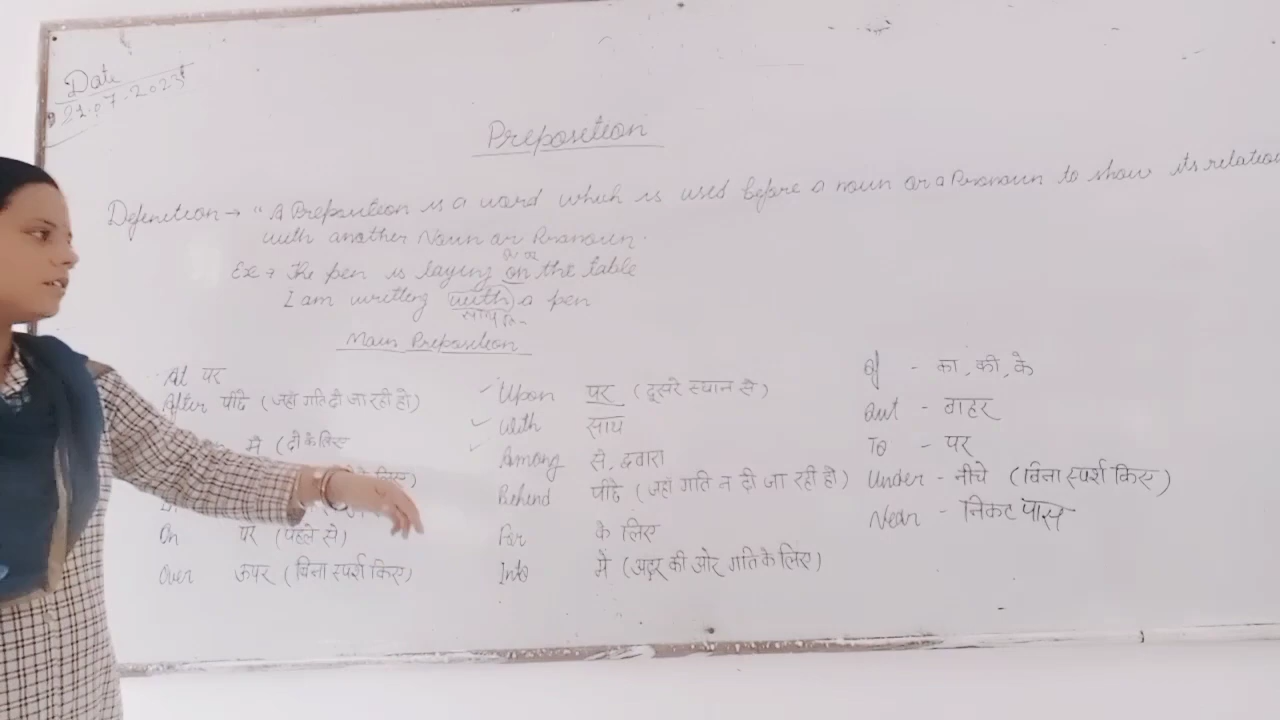 Date
21.07.2023
Preposition
Definition → "A Preposition is a word which is used before a noun or a Pronoun to show its relation
with another Noun or Pronoun.
Ex → The pen is laying on the table
I am writing with a pen
साथ से
Main Preposition
At पर
After पीछे (जहां गति दी जा रही हो)
में (दो के लिए
On पर (पहले से)
Over ऊपर (बिना स्पर्श किए)
Upon पर (दूसरे स्थान से)
With साथ
Among से, द्वारा
Behind पीछे (जहां गति न दी जा रही हो)
For के लिए
Into में (अन्दर की ओर गति के लिए)
Of - का, की, के
Out - बाहर
To - पर
Under - नीचे (बिना स्पर्श किए)
Near - निकट पास